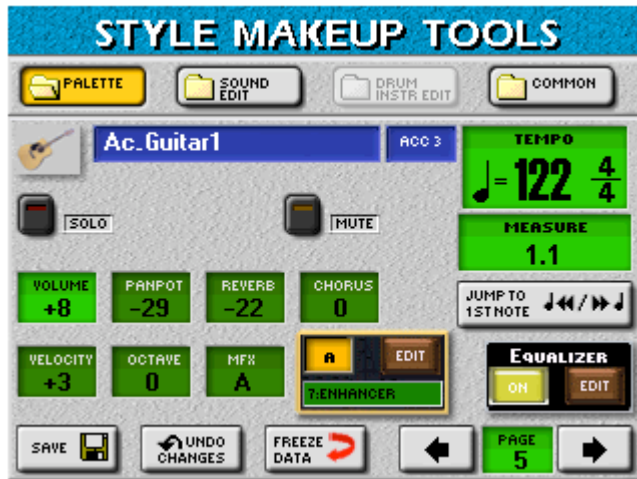 STYLE MAKEUP TOOLS
PALETTE
SOUND
EDIT
DRUM
INSTR EDIT
COMMON
Ac_Guitar1
ACC 3
TEMPO
= 122 4/4
SOLO
MUTE
MEASURE
1.1
VOLUME
+8
PANPOT
-29
REVERB
-22
CHORUS
0
JUMP TO
1ST NOTE
VELOCITY
+3
OCTAVE
0
MFX
A
A
EDIT
7:ENHANCER
EQUALIZER
ON
EDIT
SAVE
UNDO
CHANGES
FREEZE
DATA
PAGE
5